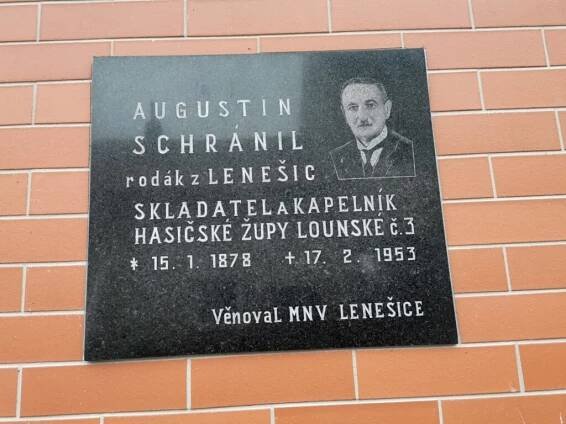 AUGUSTIN
SCHRÁNIL
rodák z LENEŠIC
SKLADATEL A KAPELNÍK
HASIČSKÉ ŽUPY LOUNSKÉ č.3
* 15. 1. 1878 + 17. 2. 1953
Věnoval MNV LENEŠICE